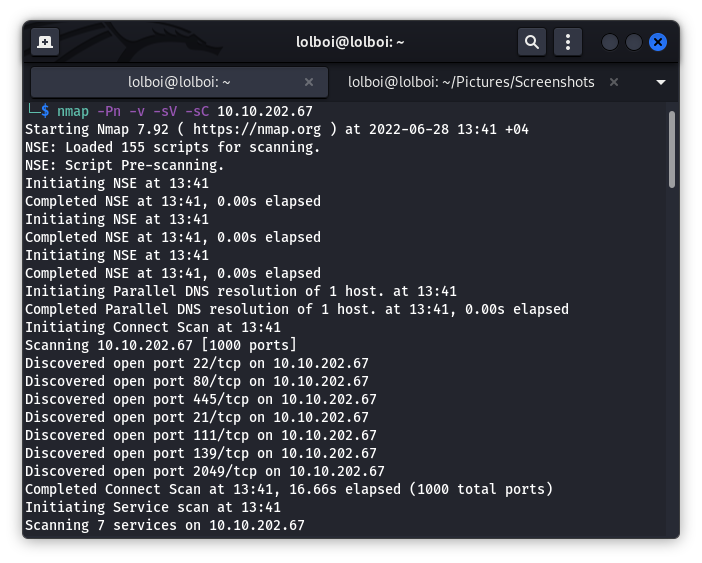 lolboi@lolboi: ~
lolboi@lolboi: ~
lolboi@lolboi: ~/Pictures/Screenshots
└─$ nmap -Pn -v -sV -sC 10.10.202.67
Starting Nmap 7.92 ( https://nmap.org ) at 2022-06-28 13:41 +04
NSE: Loaded 155 scripts for scanning.
NSE: Script Pre-scanning.
Initiating NSE at 13:41
Completed NSE at 13:41, 0.00s elapsed
Initiating NSE at 13:41
Completed NSE at 13:41, 0.00s elapsed
Initiating NSE at 13:41
Completed NSE at 13:41, 0.00s elapsed
Initiating Parallel DNS resolution of 1 host. at 13:41
Completed Parallel DNS resolution of 1 host. at 13:41, 0.00s elapsed
Initiating Connect Scan at 13:41
Scanning 10.10.202.67 [1000 ports]
Discovered open port 22/tcp on 10.10.202.67
Discovered open port 80/tcp on 10.10.202.67
Discovered open port 445/tcp on 10.10.202.67
Discovered open port 21/tcp on 10.10.202.67
Discovered open port 111/tcp on 10.10.202.67
Discovered open port 139/tcp on 10.10.202.67
Discovered open port 2049/tcp on 10.10.202.67
Completed Connect Scan at 13:41, 16.66s elapsed (1000 total ports)
Initiating Service scan at 13:41
Scanning 7 services on 10.10.202.67